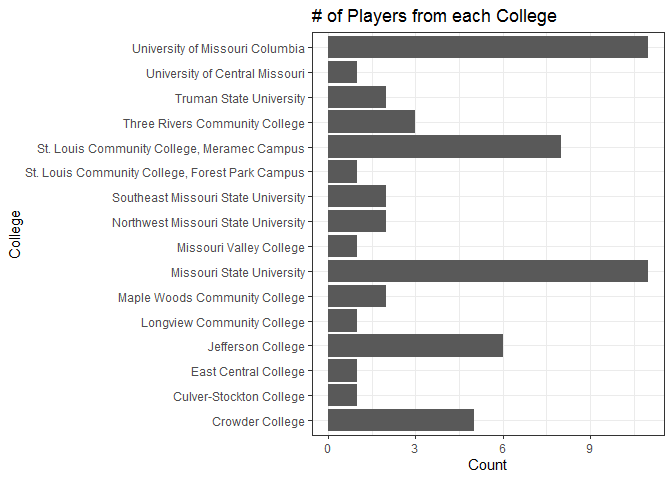 # of Players from each College
University of Missouri Columbia
University of Central Missouri
Truman State University
Three Rivers Community College
St. Louis Community College, Meramec Campus
St. Louis Community College, Forest Park Campus
Southeast Missouri State University
Northwest Missouri State University
Missouri Valley College
Missouri State University
Maple Woods Community College
Longview Community College
Jefferson College
East Central College
Culver-Stockton College
Crowder College
College
0 3 6 9
Count